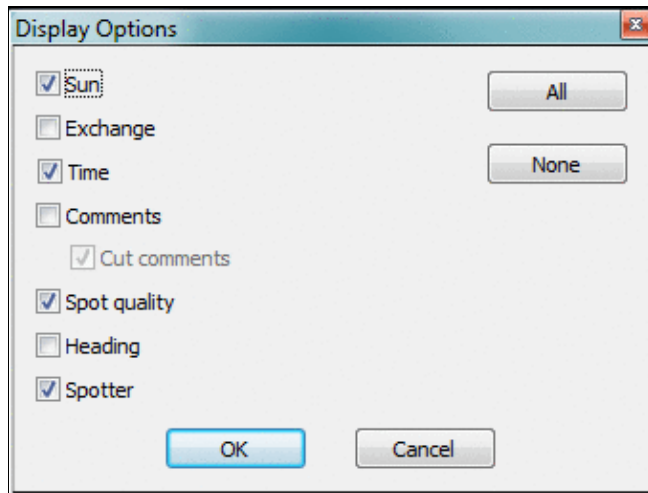 Display Options
Sun
All
Exchange
Time
None
Comments
Cut comments
Spot quality
Heading
Spotter
OK
Cancel